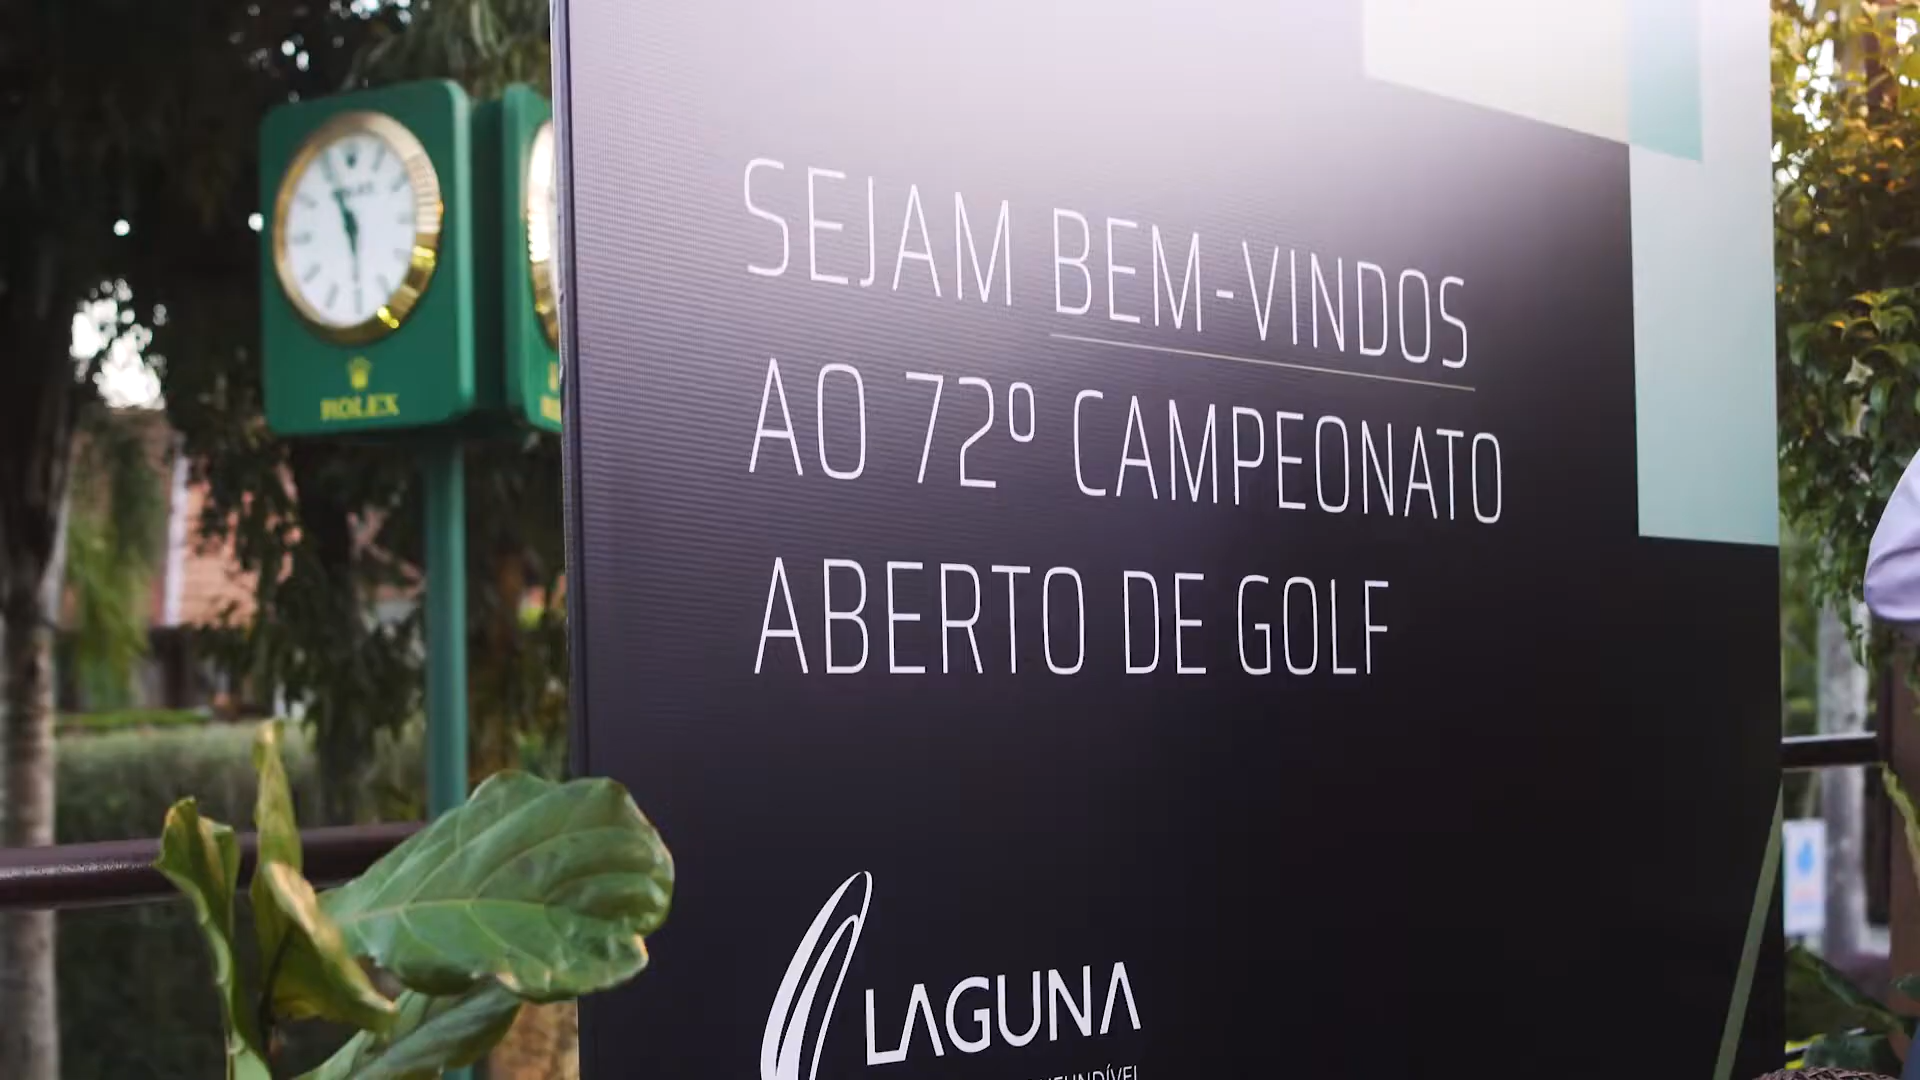 ROLEX
SEJAM BEM-VINDOS
AO 72º CAMPEONATO
ABERTO DE GOLF
LAGUNA